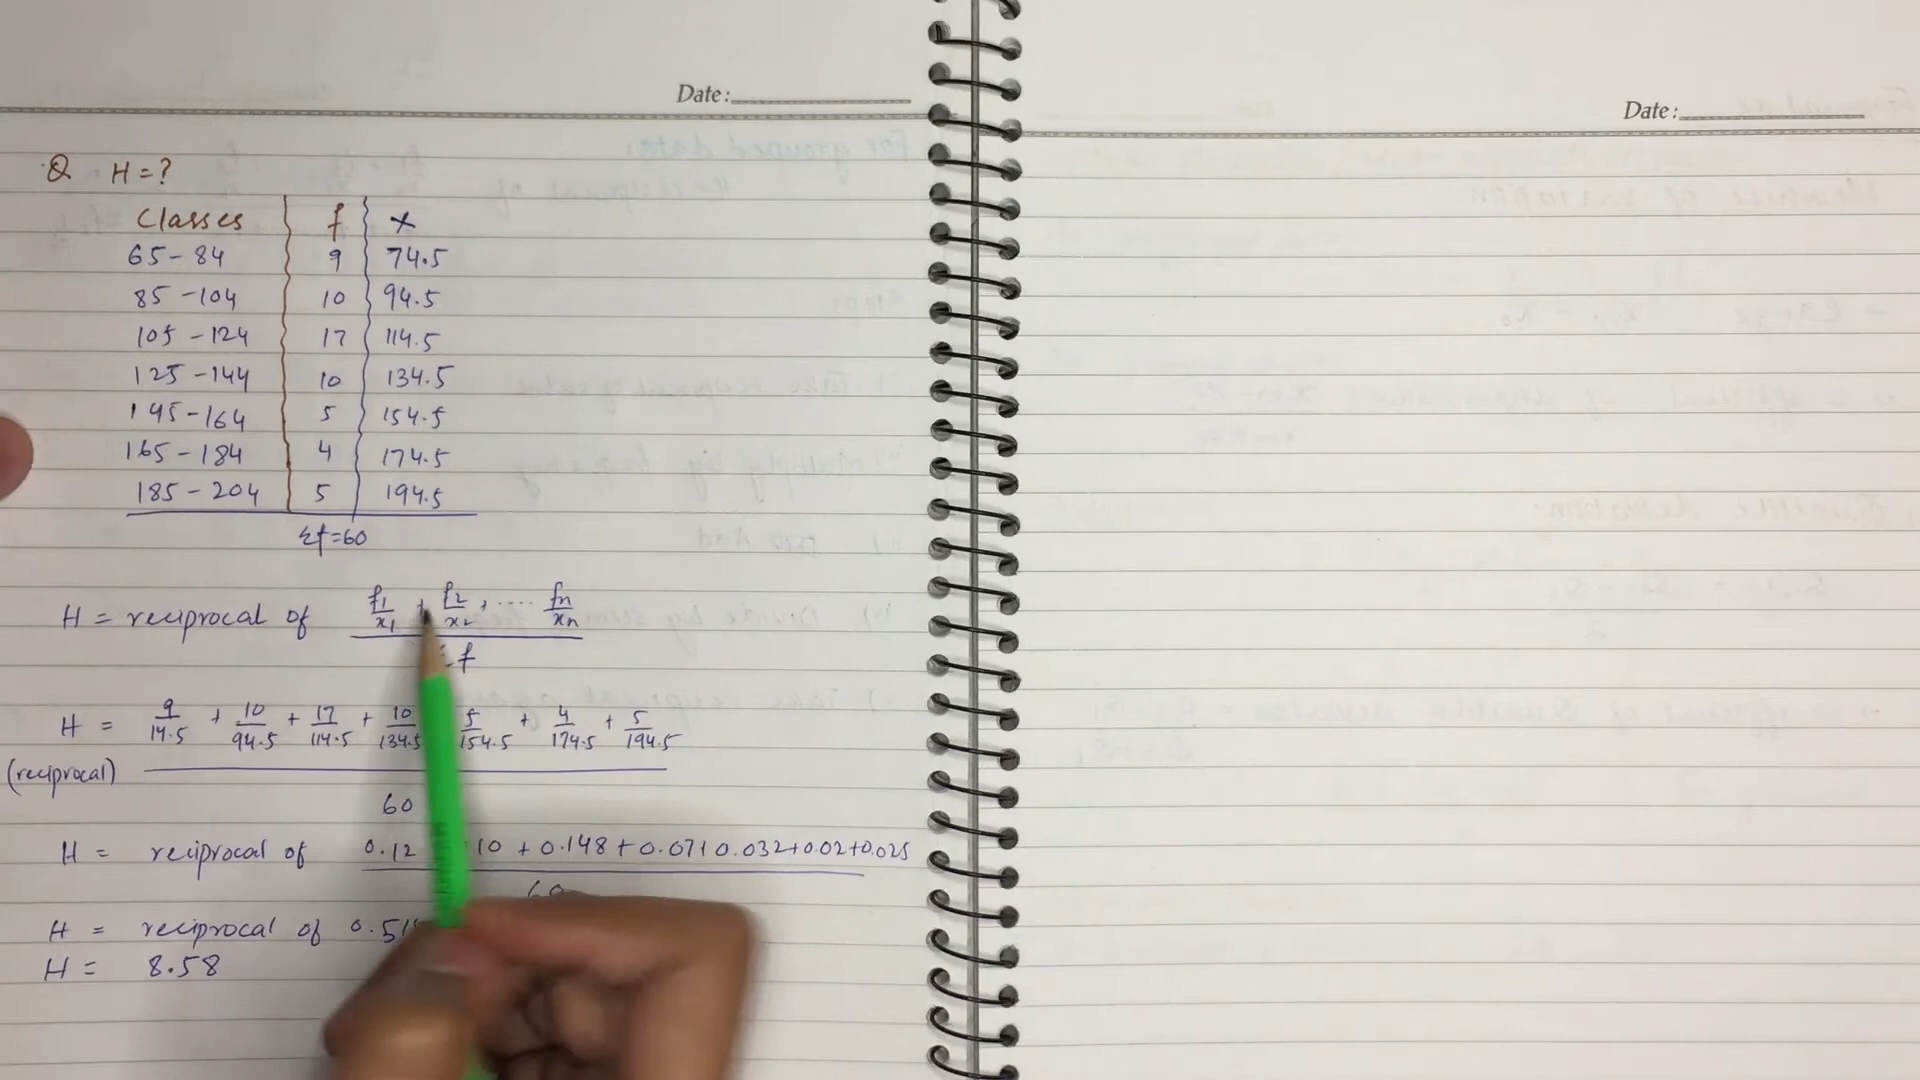 Date:
Date:
Q H = ?
Classes f x
65 - 84 9 74.5
85 - 104 10 94.5
105 - 124 17 114.5
125 - 144 10 134.5
145 - 164 5 154.5
165 - 184 4 174.5
185 - 204 5 194.5
Σf = 60
H = reciprocal of f1/x1 + f2/x2 + ..... fn/xn
f
H = 9/14.5 + 10/94.5 + 17/114.5 + 10/134.5 5/154.5 + 4/174.5 + 5/194.5
(reciprocal)
60
H = reciprocal of 0.12 10 + 0.148 + 0.07+ 0.032+0.02+0.025
60
H = reciprocal of 0.51
H = 8.58